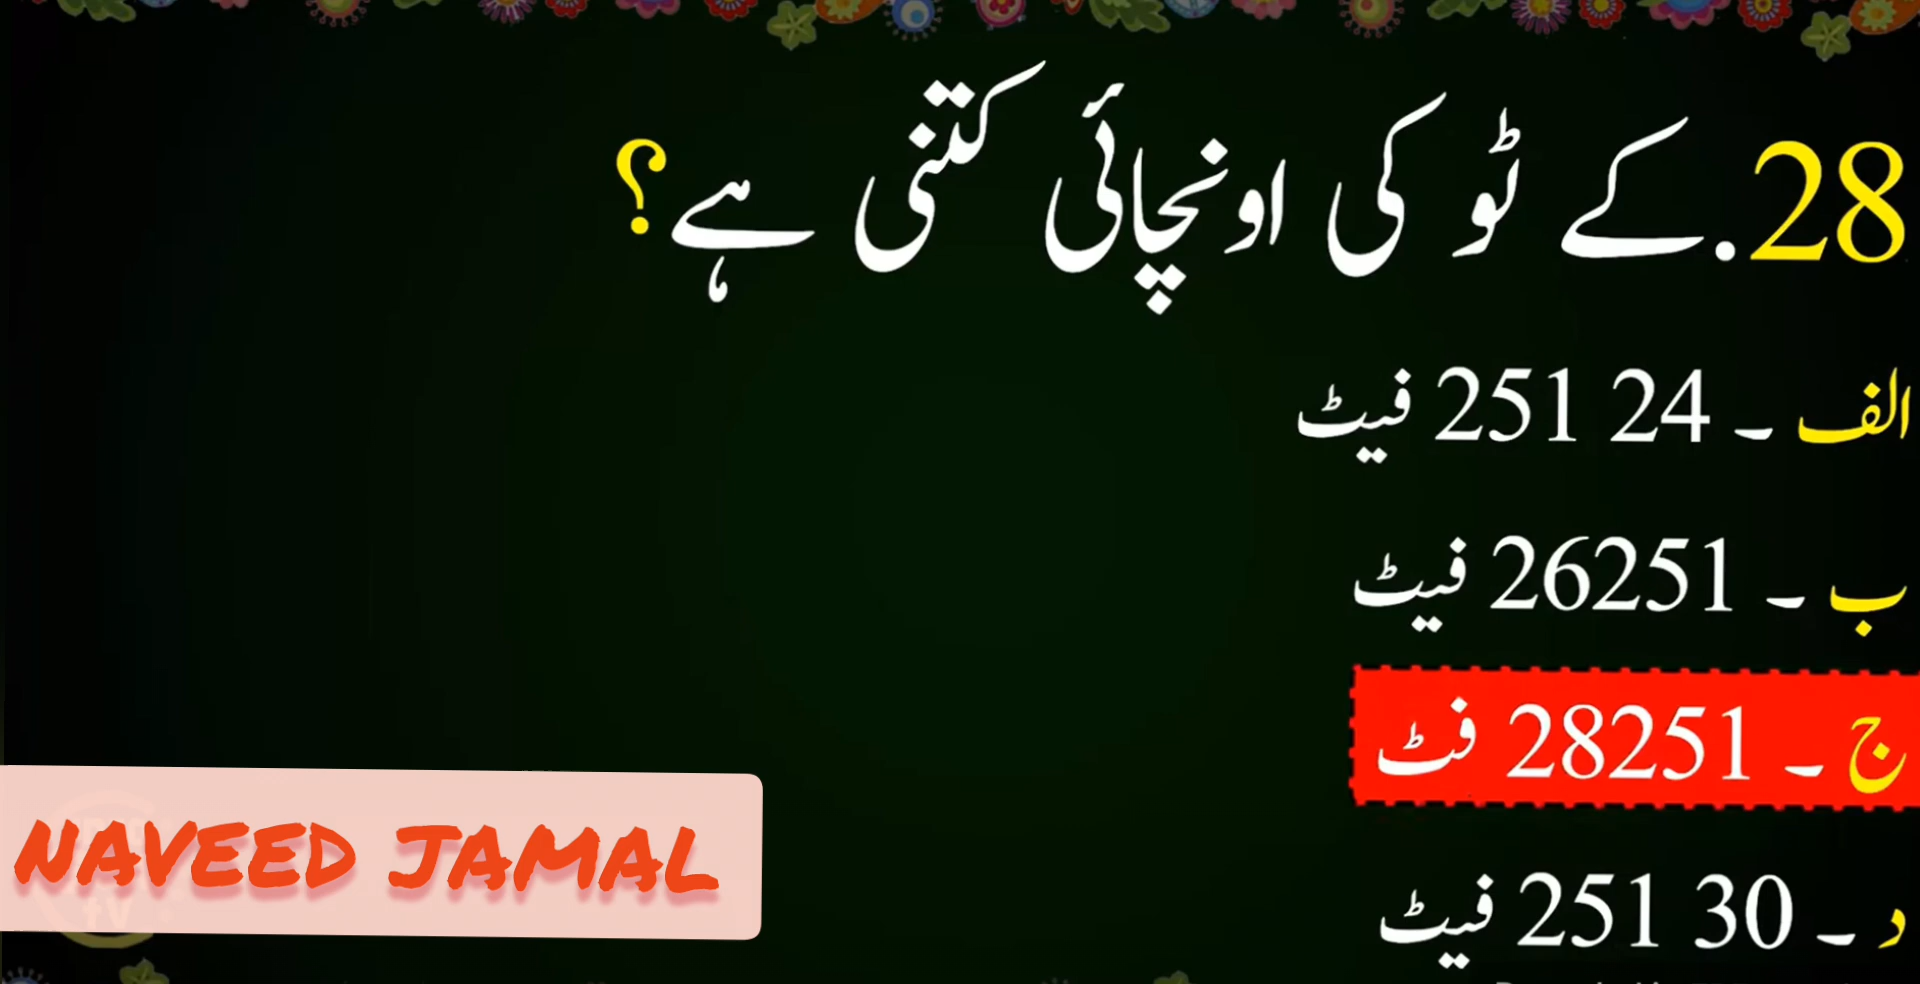 28.کے ٹو کی اونچائی کتنی ہے؟
الف ۔ 24 251 فیٹ
ب ۔ 26251 فیٹ
ج ۔ 28251 فٹ
د ۔ 30 251 فیٹ
NAVEED JAMAL